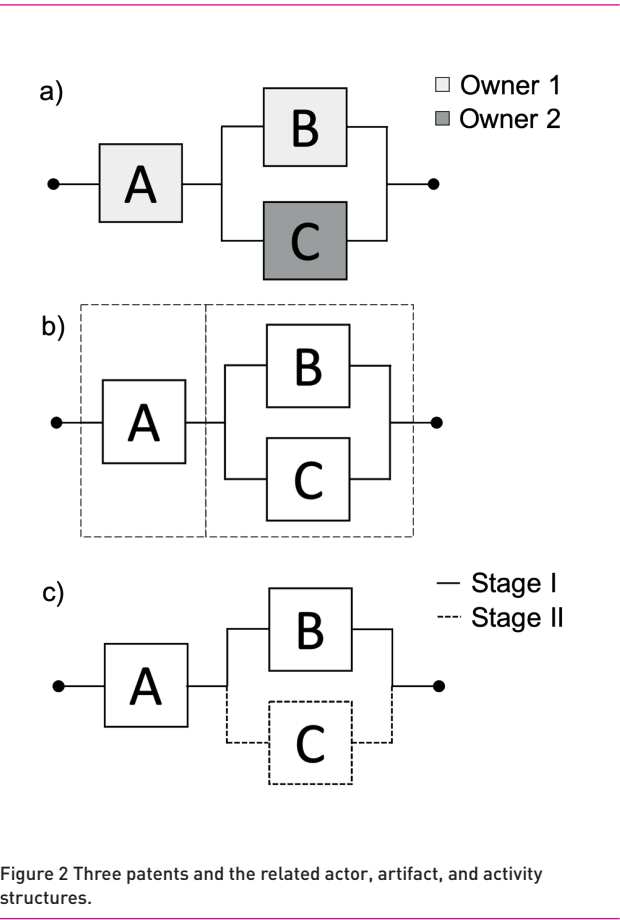 a)
Owner 1
Owner 2
A
B
C
b)
A
B
C
c)
Stage I
Stage II
A
B
C
Figure 2 Three patents and the related actor, artifact, and activity
structures.